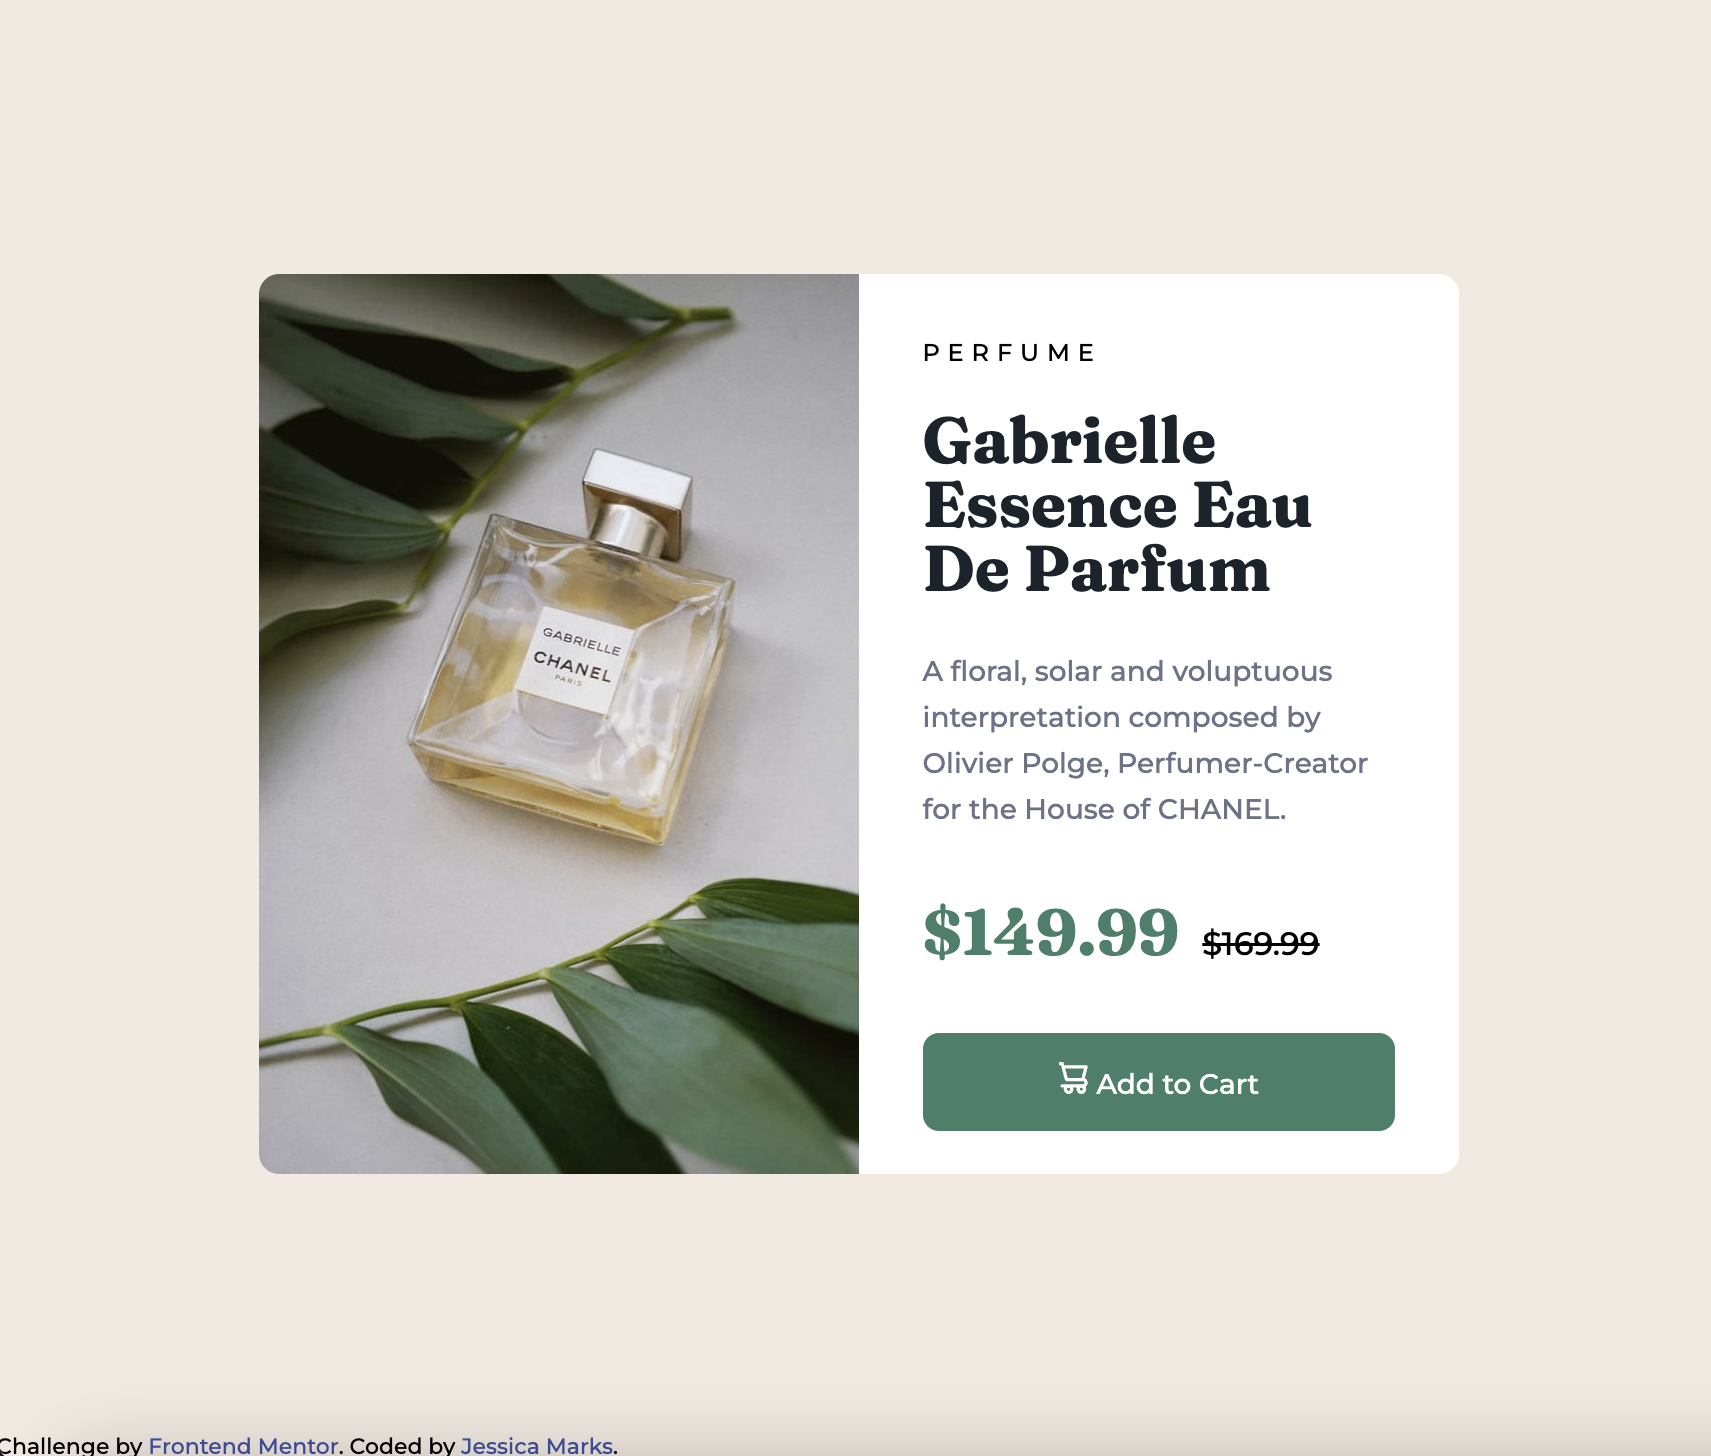 PERFUME
Gabrielle
Essence Eau
De Parfum
GABRIELLE
CHANEL
PARIS
A floral, solar and voluptuous
interpretation composed by
Olivier Polge, Perfumer-Creator
for the House of CHANEL.
$149.99 $169.99
Add to Cart
Challenge by Frontend Mentor. Coded by Jessica Marks.